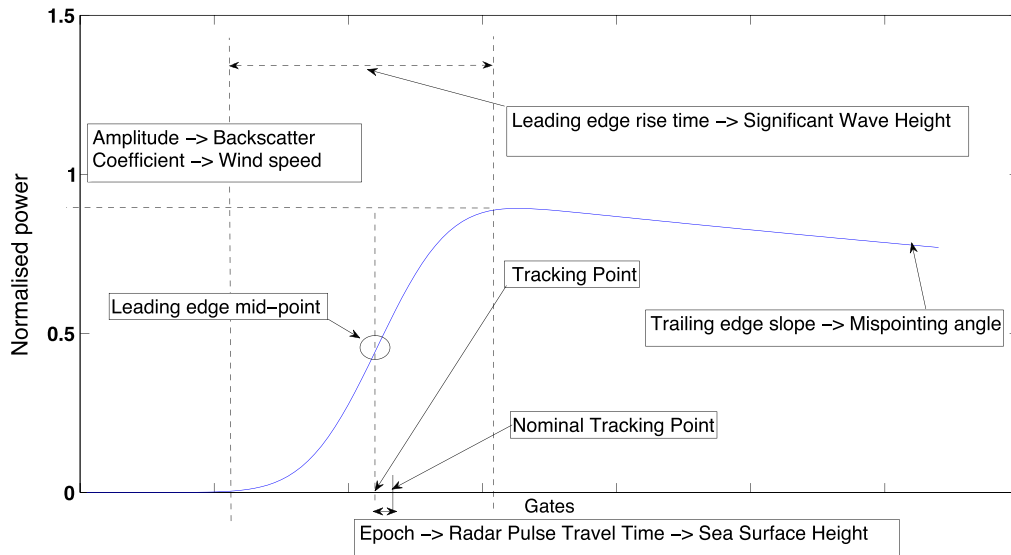 1.5
Leading edge rise time −> Significant Wave Height
Amplitude −> Backscatter
Coefficient −> Wind speed
1
Normalised power
Tracking Point
Leading edge mid−point
Trailing edge slope −> Mispointing angle
0.5
Nominal Tracking Point
0
Gates
Epoch −> Radar Pulse Travel Time −> Sea Surface Height